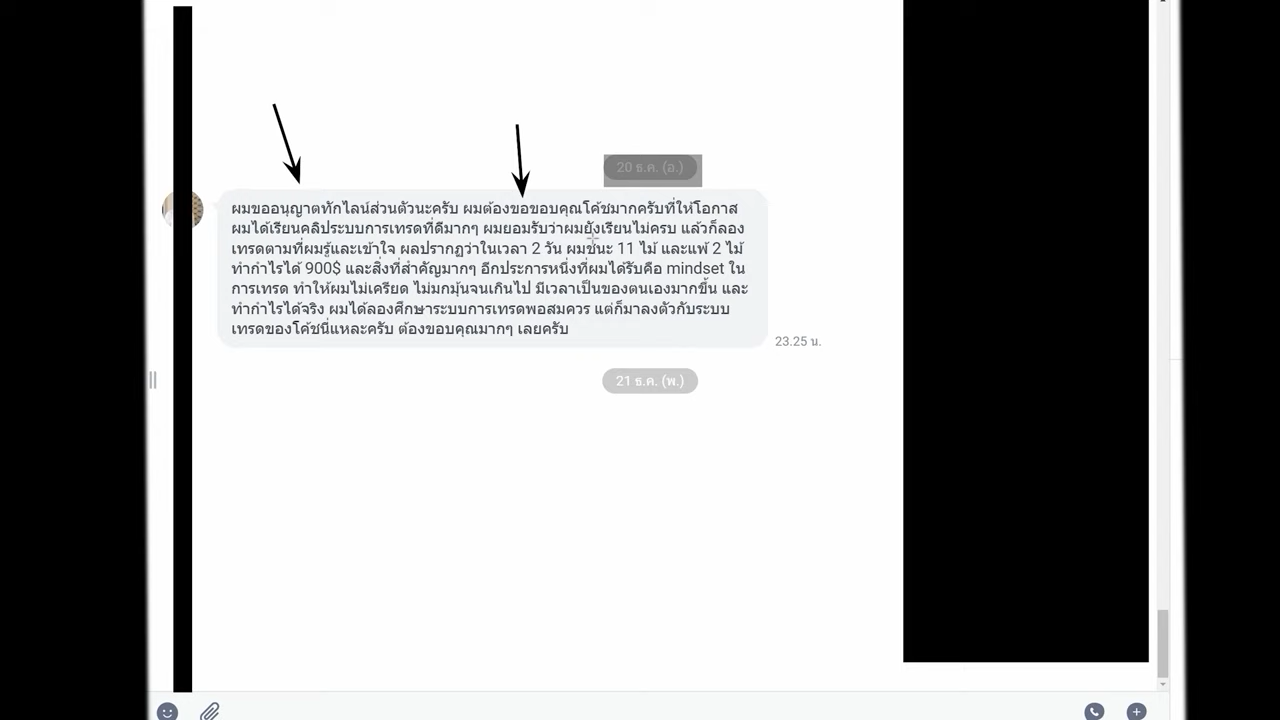 20 ธ.ค. (อ.)
ผมขออนุญาตทักไลน์ส่วนตัวนะครับ ผมต้องขอขอบคุณโค้ชมากครับที่ให้โอกาส
ผมได้เรียนคลิประบบการเทรดที่ดีมากๆ ผมยอมรับว่าผมยังเรียนไม่ครบ แล้วก็ลอง
เทรดตามที่ผมรู้และเข้าใจ ผลปรากฏว่าในเวลา 2 วัน ผมชนะ 11 ไม้ และแพ้ 2 ไม้
ทำกำไรได้ 900$ และสิ่งที่สำคัญมากๆ อีกประการหนึ่งที่ผมได้รับคือ mindset ใน
การเทรด ทำให้ผมไม่เครียด ไม่มกมุ้นจนเกินไป มีเวลาเป็นของตนเองมากขึ้น และ
ทำกำไรได้จริง ผมได้ลองศึกษาระบบการเทรดพอสมควร แต่ก็มาลงตัวกับระบบ
เทรดของโค้ชนี่แหละครับ ต้องขอบคุณมากๆ เลยครับ
23.25 น.
21 ธ.ค. (พ.)